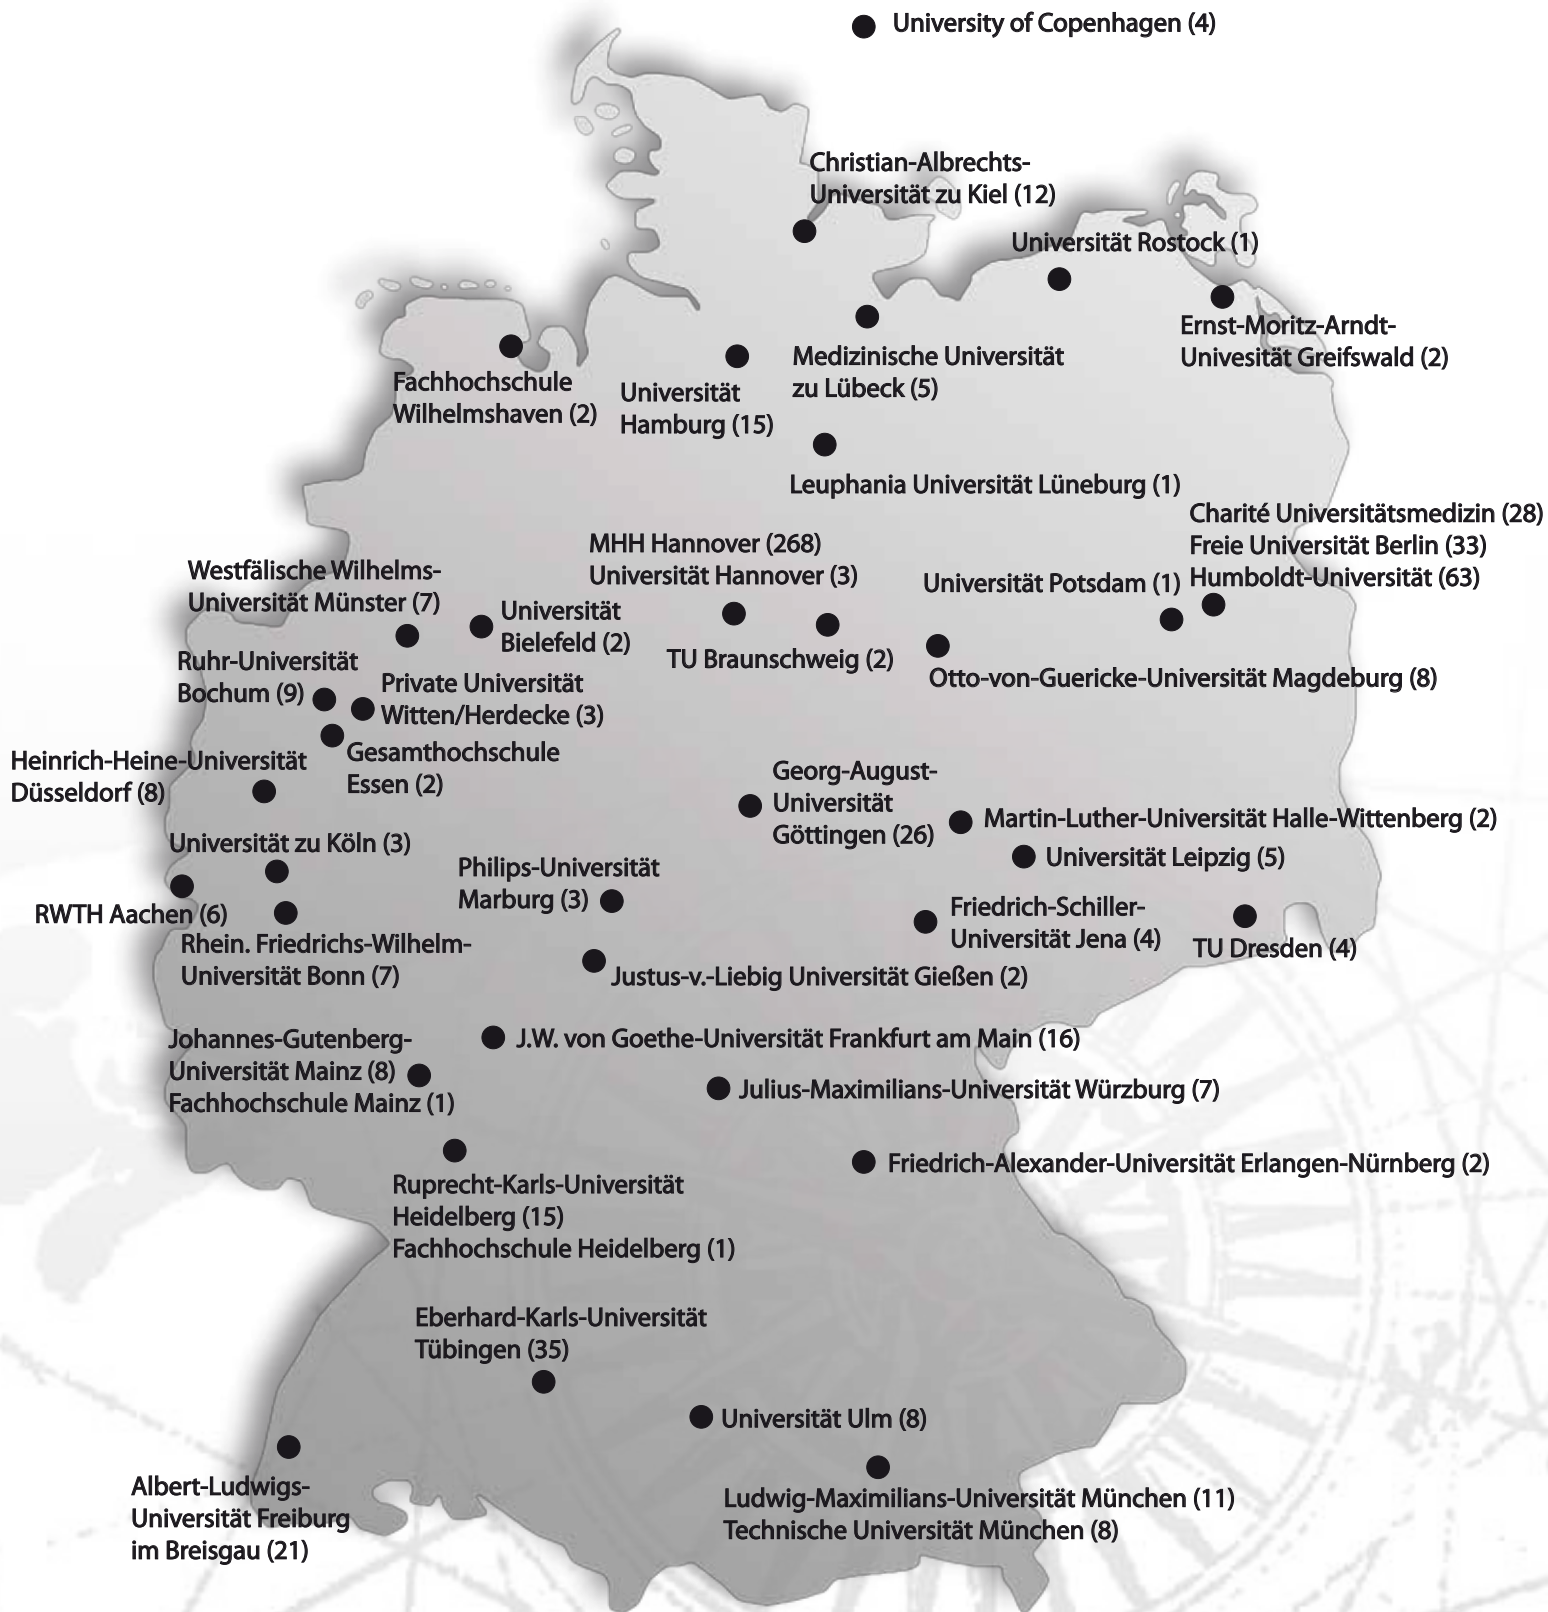 University of Copenhagen (4)
Christian-Albrechts-
Universität zu Kiel (12)
Universität Rostock (1)
Ernst-Moritz-Arndt-
Univesität Greifswald (2)
Medizinische Universität
zu Lübeck (5)
Fachhochschule
Wilhelmshaven (2)
Universität
Hamburg (15)
Leuphania Universität Lüneburg (1)
Charité Universitätsmedizin (28)
Freie Universität Berlin (33)
Humboldt-Universität (63)
MHH Hannover (268)
Universität Hannover (3)
Universität Potsdam (1)
Westfälische Wilhelms-
Universität Münster (7)
Universität
Bielefeld (2)
TU Braunschweig (2)
Otto-von-Guericke-Universität Magdeburg (8)
Ruhr-Universität
Bochum (9)
Private Universität
Witten/Herdecke (3)
Gesamthochschule
Essen (2)
Heinrich-Heine-Universität
Düsseldorf (8)
Georg-August-
Universität
Göttingen (26)
Martin-Luther-Universität Halle-Wittenberg (2)
Universität Leipzig (5)
Universität zu Köln (3)
Philips-Universität
Marburg (3)
RWTH Aachen (6)
Friedrich-Schiller-
Universität Jena (4)
TU Dresden (4)
Rhein. Friedrichs-Wilhelm-
Universität Bonn (7)
Justus-v.-Liebig Universität Gießen (2)
J.W. von Goethe-Universität Frankfurt am Main (16)
Johannes-Gutenberg-
Universität Mainz (8)
Fachhochschule Mainz (1)
Julius-Maximilians-Universität Würzburg (7)
Friedrich-Alexander-Universität Erlangen-Nürnberg (2)
Ruprecht-Karls-Universität
Heidelberg (15)
Fachhochschule Heidelberg (1)
Eberhard-Karls-Universität
Tübingen (35)
Universität Ulm (8)
Albert-Ludwigs-
Universität Freiburg
im Breisgau (21)
Ludwig-Maximilians-Universität München (11)
Technische Universität München (8)